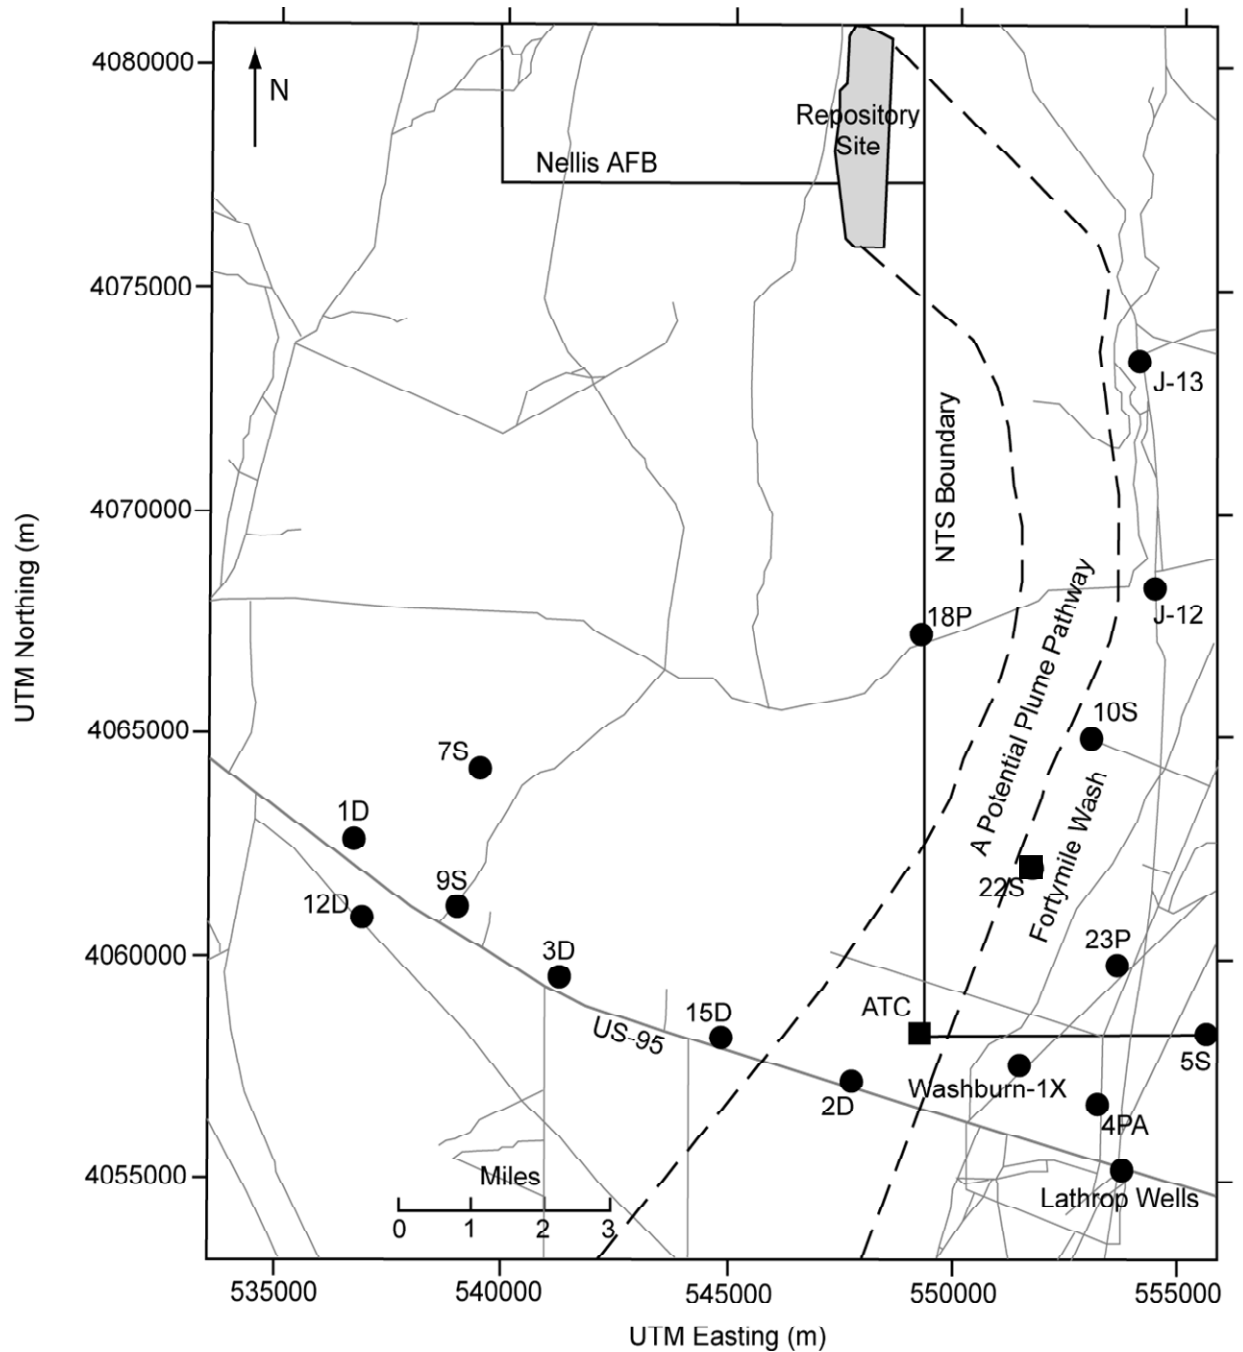 4080000
N
Repository
Site
Nellis AFB
4075000
J-13
NTS Boundary
4070000
UTM Northing (m)
A Potential Plume Pathway
J-12
18P
10S
4065000
7S
Fortymile Wash
1D
22S
9S
12D
23P
3D
4060000
ATC
15D
US-95
5S
Washburn-1X
2D
4PA
4055000
Miles
Lathrop Wells
0 1 2 3
535000 540000 545000 550000 555000
UTM Easting (m)